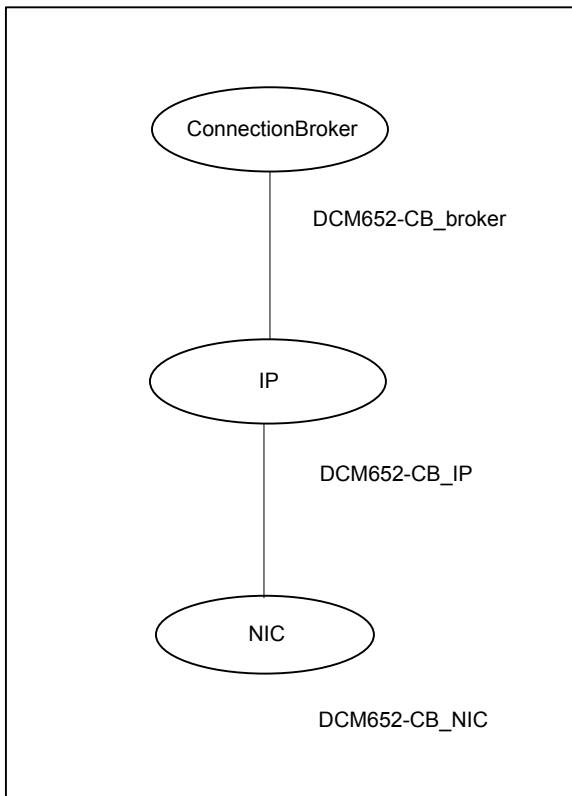 ConnectionBroker
DCM652-CB_broker
IP
DCM652-CB_IP
NIC
DCM652-CB_NIC